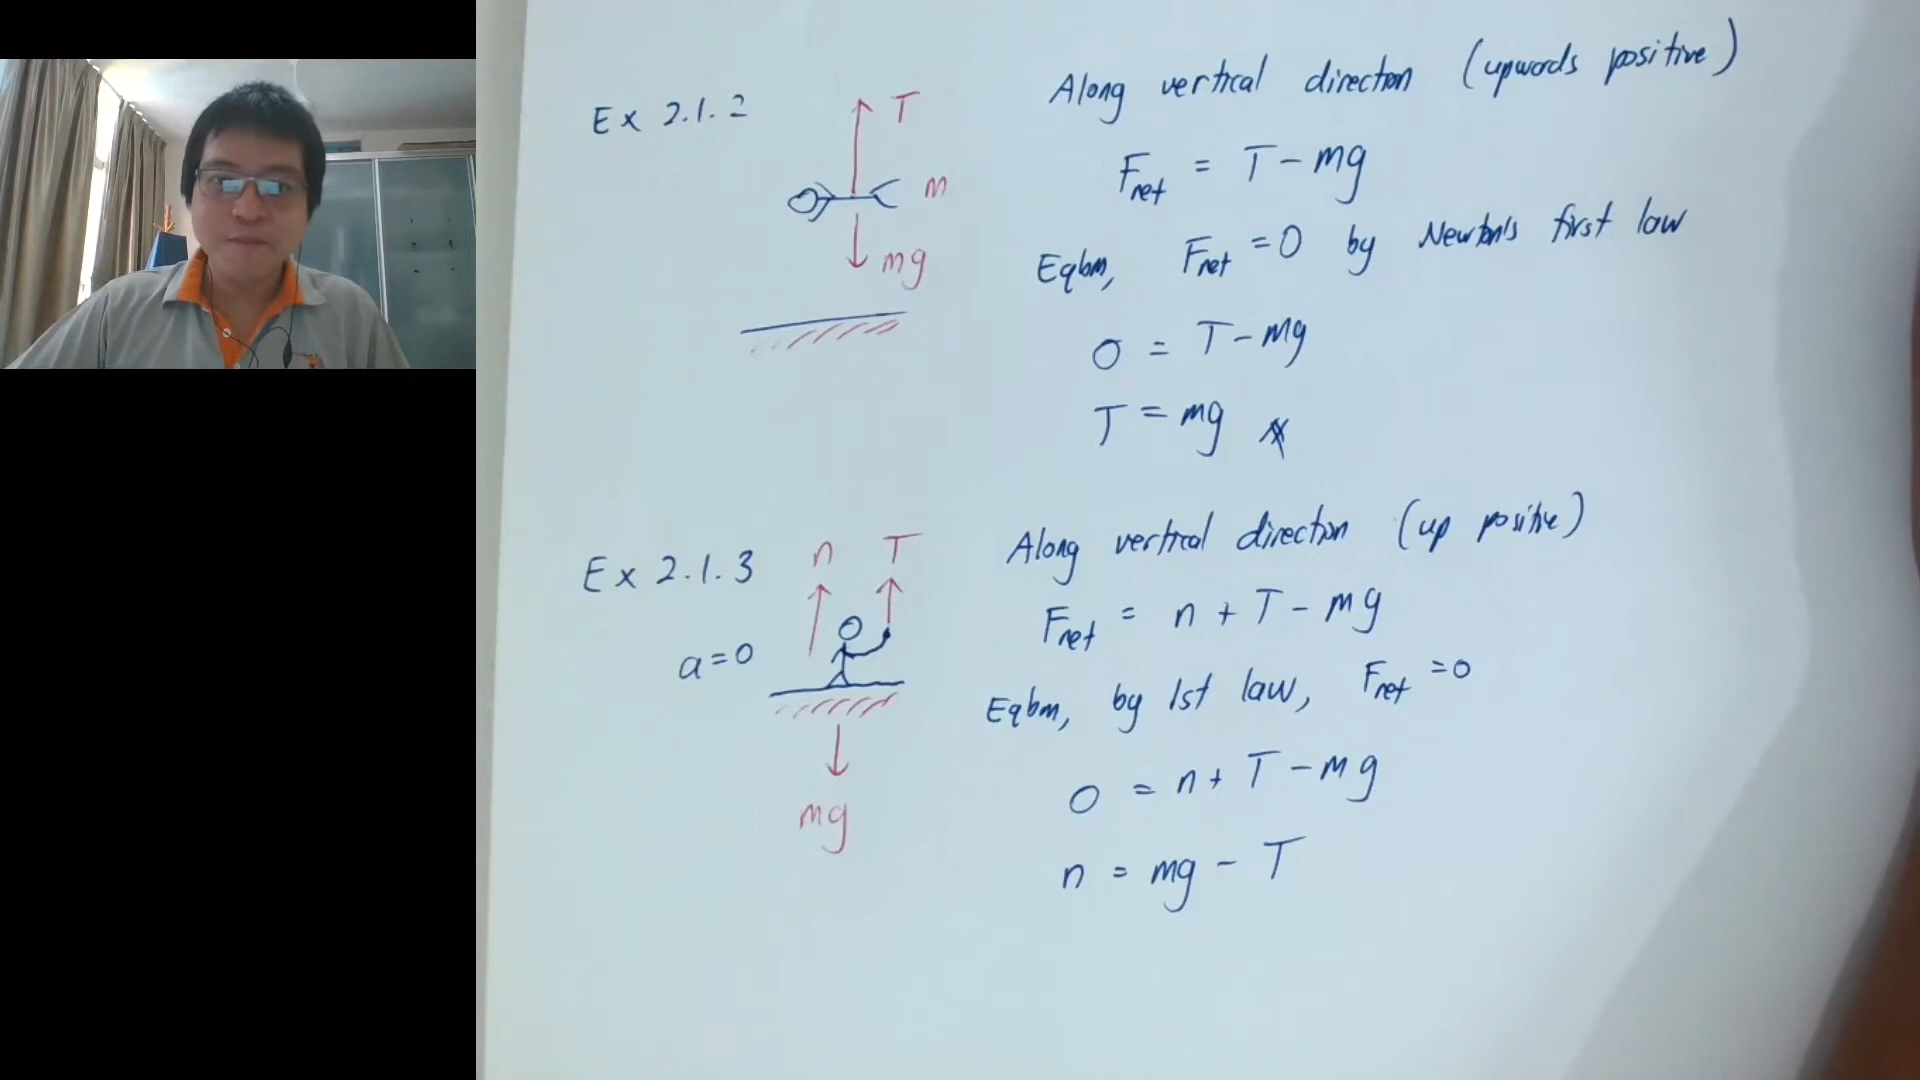 Ex 2.1.2
T
m
mg
Along vertical direction (upwards positive)
Fnet = T - mg
Eqbm, Fnet = 0 by Newton's first law
0 = T - mg
T = mg
Ex 2.1.3
n T
a = 0
mg
Along vertical direction (up positive)
Fnet = n + T - mg
Eqbm, by 1st law, Fnet = 0
0 = n + T - mg
n = mg - T